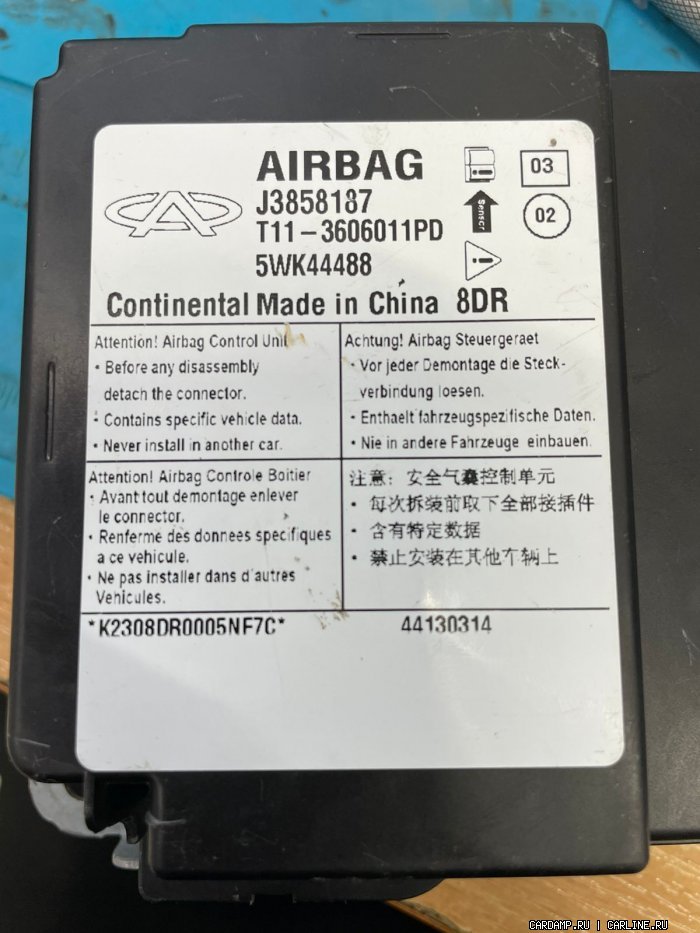 AIRBAG
J3858187
T11-3606011PD
5WK44488
03
02
Sensor
Continental Made in China 8DR
Attention! Airbag Control Unit
• Before any disassembly
detach the connector.
• Contains specific vehicle data.
• Never install in another car.
Achtung! Airbag Steuergeraet
• Vor jeder Demontage die Steck-
verbindung loesen.
• Enthaelt fahrzeugspezifische Daten.
• Nie in andere Fahrzeuge einbauen.
Attention! Airbag Controle Boitier
• Avant tout demontage enlever
le connector.
• Renferme des donnees specifiques
a ce vehicule.
• Ne pas installer dans d'autres
Vehicules.
注意: 安全气囊控制单元
• 每次拆装前取下全部接插件
• 含有特定数据
• 禁止安装在其他车辆上
*K2308DR0005NF7C*
44130314
CARDAMP.RU | CARLINE.RU